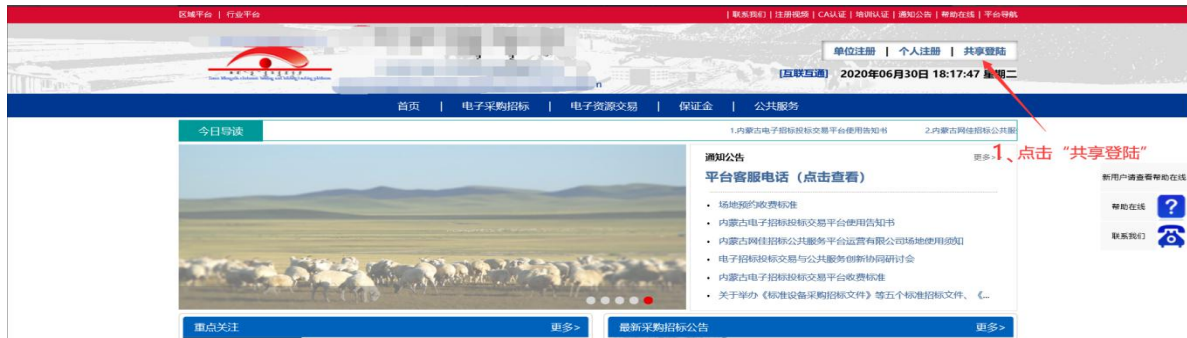 区域平台 | 行业平台
| 联系我们 | 注册视频 | CA认证 | 培训认证 | 通知公告 | 帮助在线 | 平台导航
单位注册 | 个人注册 | 共享登陆
[互联互通] 2020年06月30日 18:17:47 星期二
首页 | 电子采购招标 | 电子资源交易 | 保证金 | 公共服务
今日导读
1.内蒙古电子招标投标交易平台使用告知书 2.内蒙古网佳招标公共服
1、点击“共享登陆”
通知公告 更多>
平台客服电话（点击查看）
· 场地预约收费标准
· 内蒙古电子招标投标交易平台使用告知书
· 内蒙古网佳招标公共服务平台运营有限公司场地使用须知
· 电子招标投标交易与公共服务创新协同研讨会
· 内蒙古电子招标投标交易平台收费标准
· 关于举办《标准设备采购招标文件》等五个标准招标文件、《...
新用户请查看帮助在线
帮助在线 ?
联系我们
重点关注 更多>
最新采购招标公告 更多>